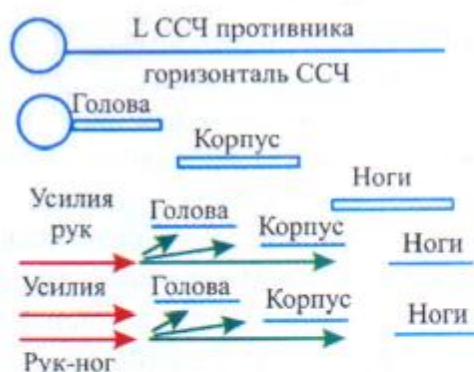 L ССЧ противника
горизонталь ССЧ
Голова
Корпус
Ноги
Усилия
рук
Голова
Корпус
Ноги
Усилия
Голова
Корпус
Ноги
Рук-ног